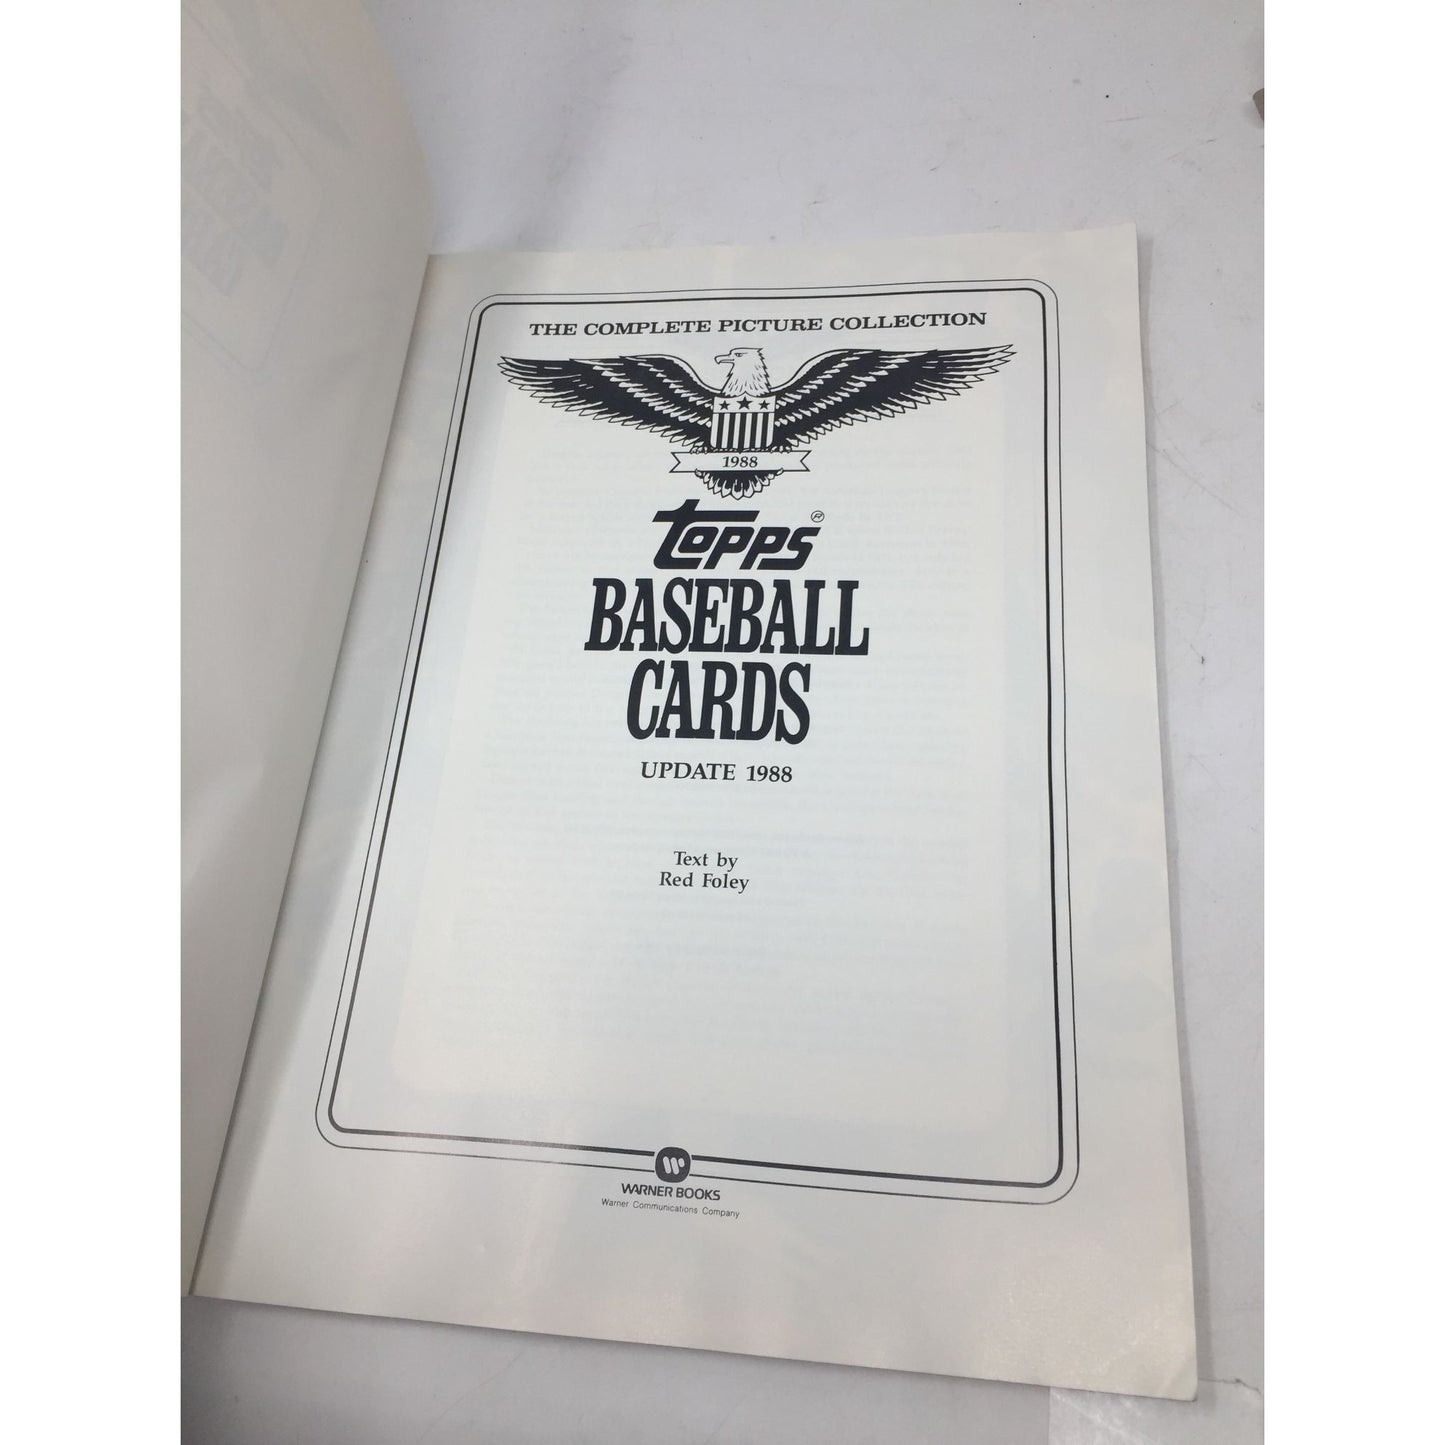 THE COMPLETE PICTURE COLLECTION
1988
topps®
BASEBALL
CARDS
UPDATE 1988
Text by
Red Foley
WARNER BOOKS
Warner Communications Company